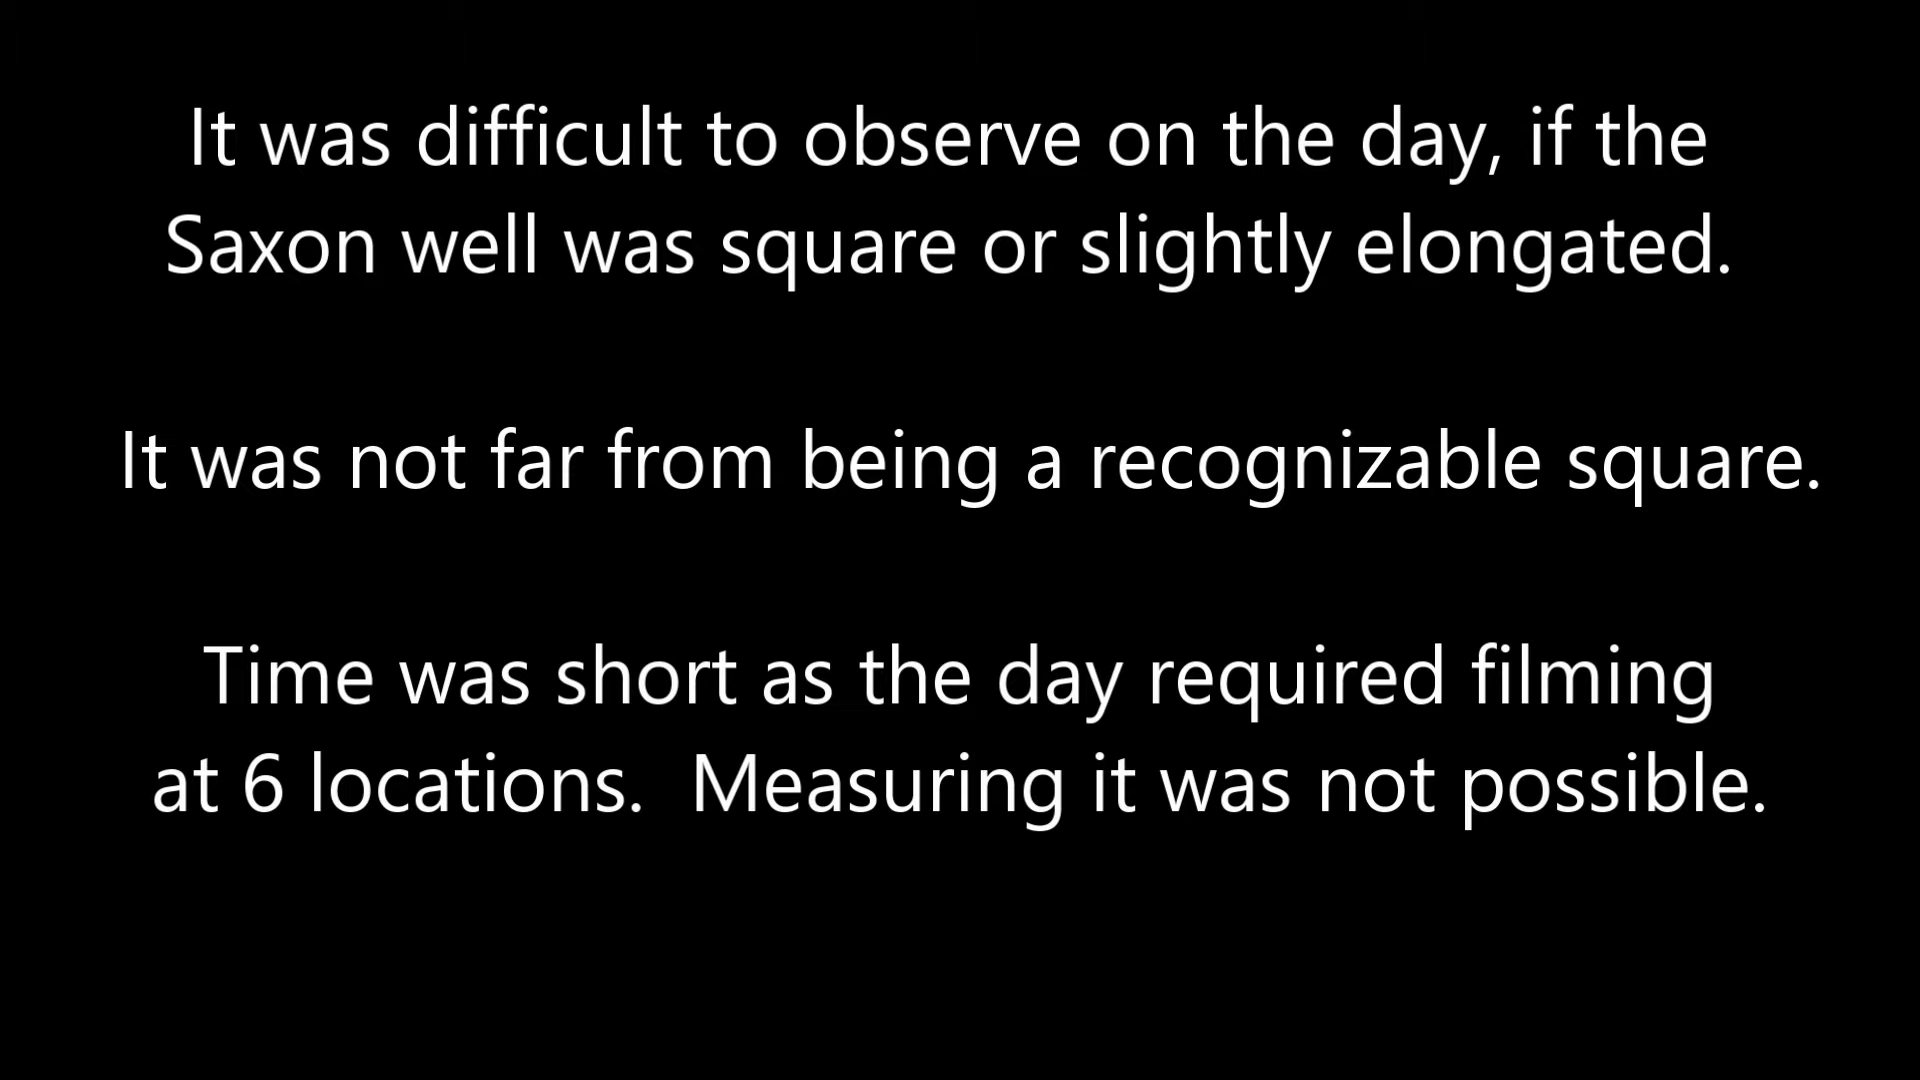 It was difficult to observe on the day, if the
Saxon well was square or slightly elongated.
It was not far from being a recognizable square.
Time was short as the day required filming
at 6 locations.  Measuring it was not possible.